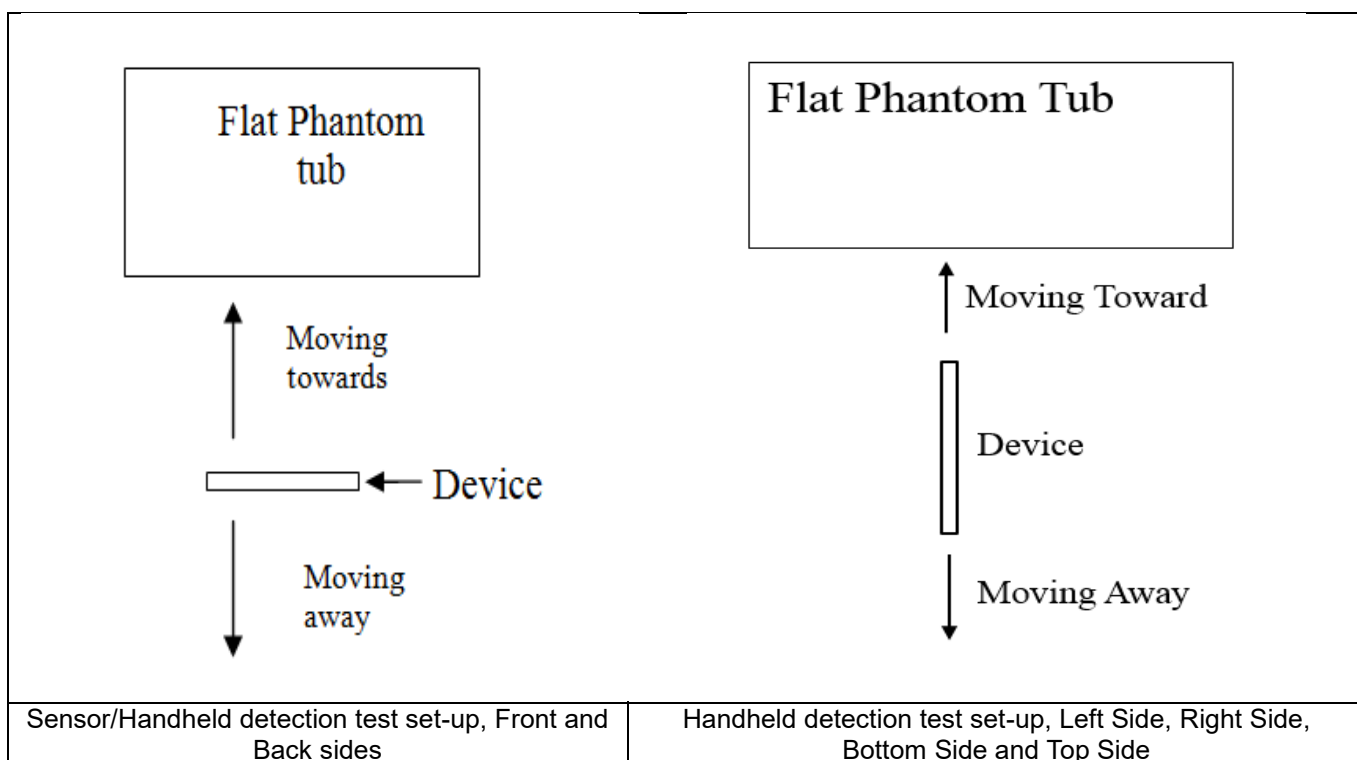 Flat Phantom
tub
Moving
towards
Device
Moving
away
Flat Phantom Tub
Moving Toward
Device
Moving Away
Sensor/Handheld detection test set-up, Front and
Back sides
Handheld detection test set-up, Left Side, Right Side,
Bottom Side and Top Side